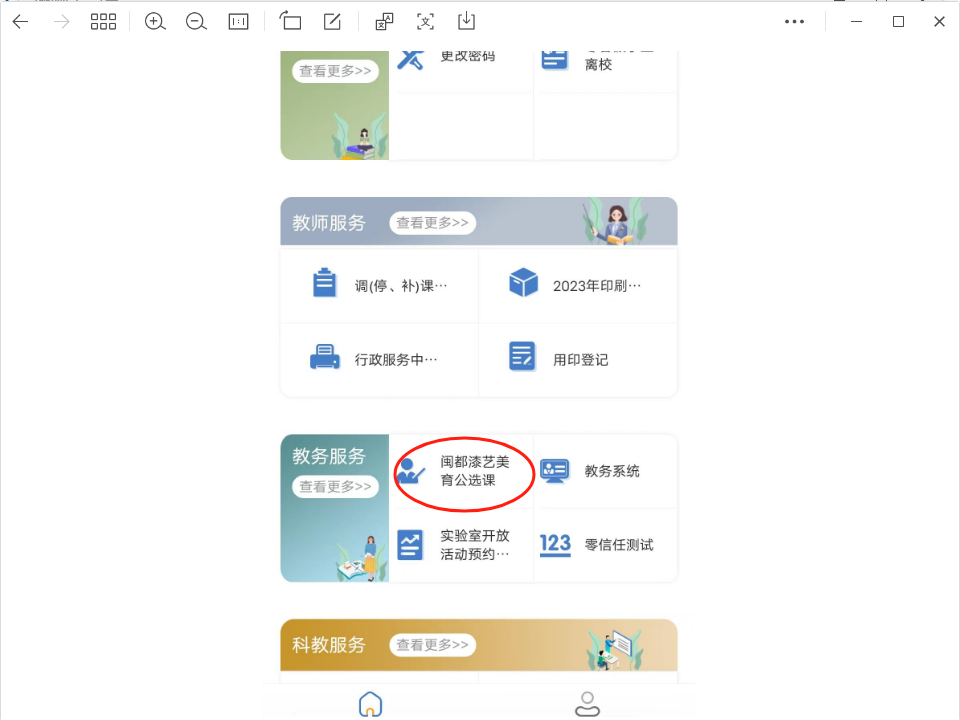 查看更多>>
更改密码
离校
教师服务
查看更多>>
调(停、补)课···
2023年印刷···
行政服务中···
用印登记
教务服务
查看更多>>
闽都漆艺美
育公选课
教务系统
实验室开放
活动预约···
123
零信任测试
科教服务
查看更多>>